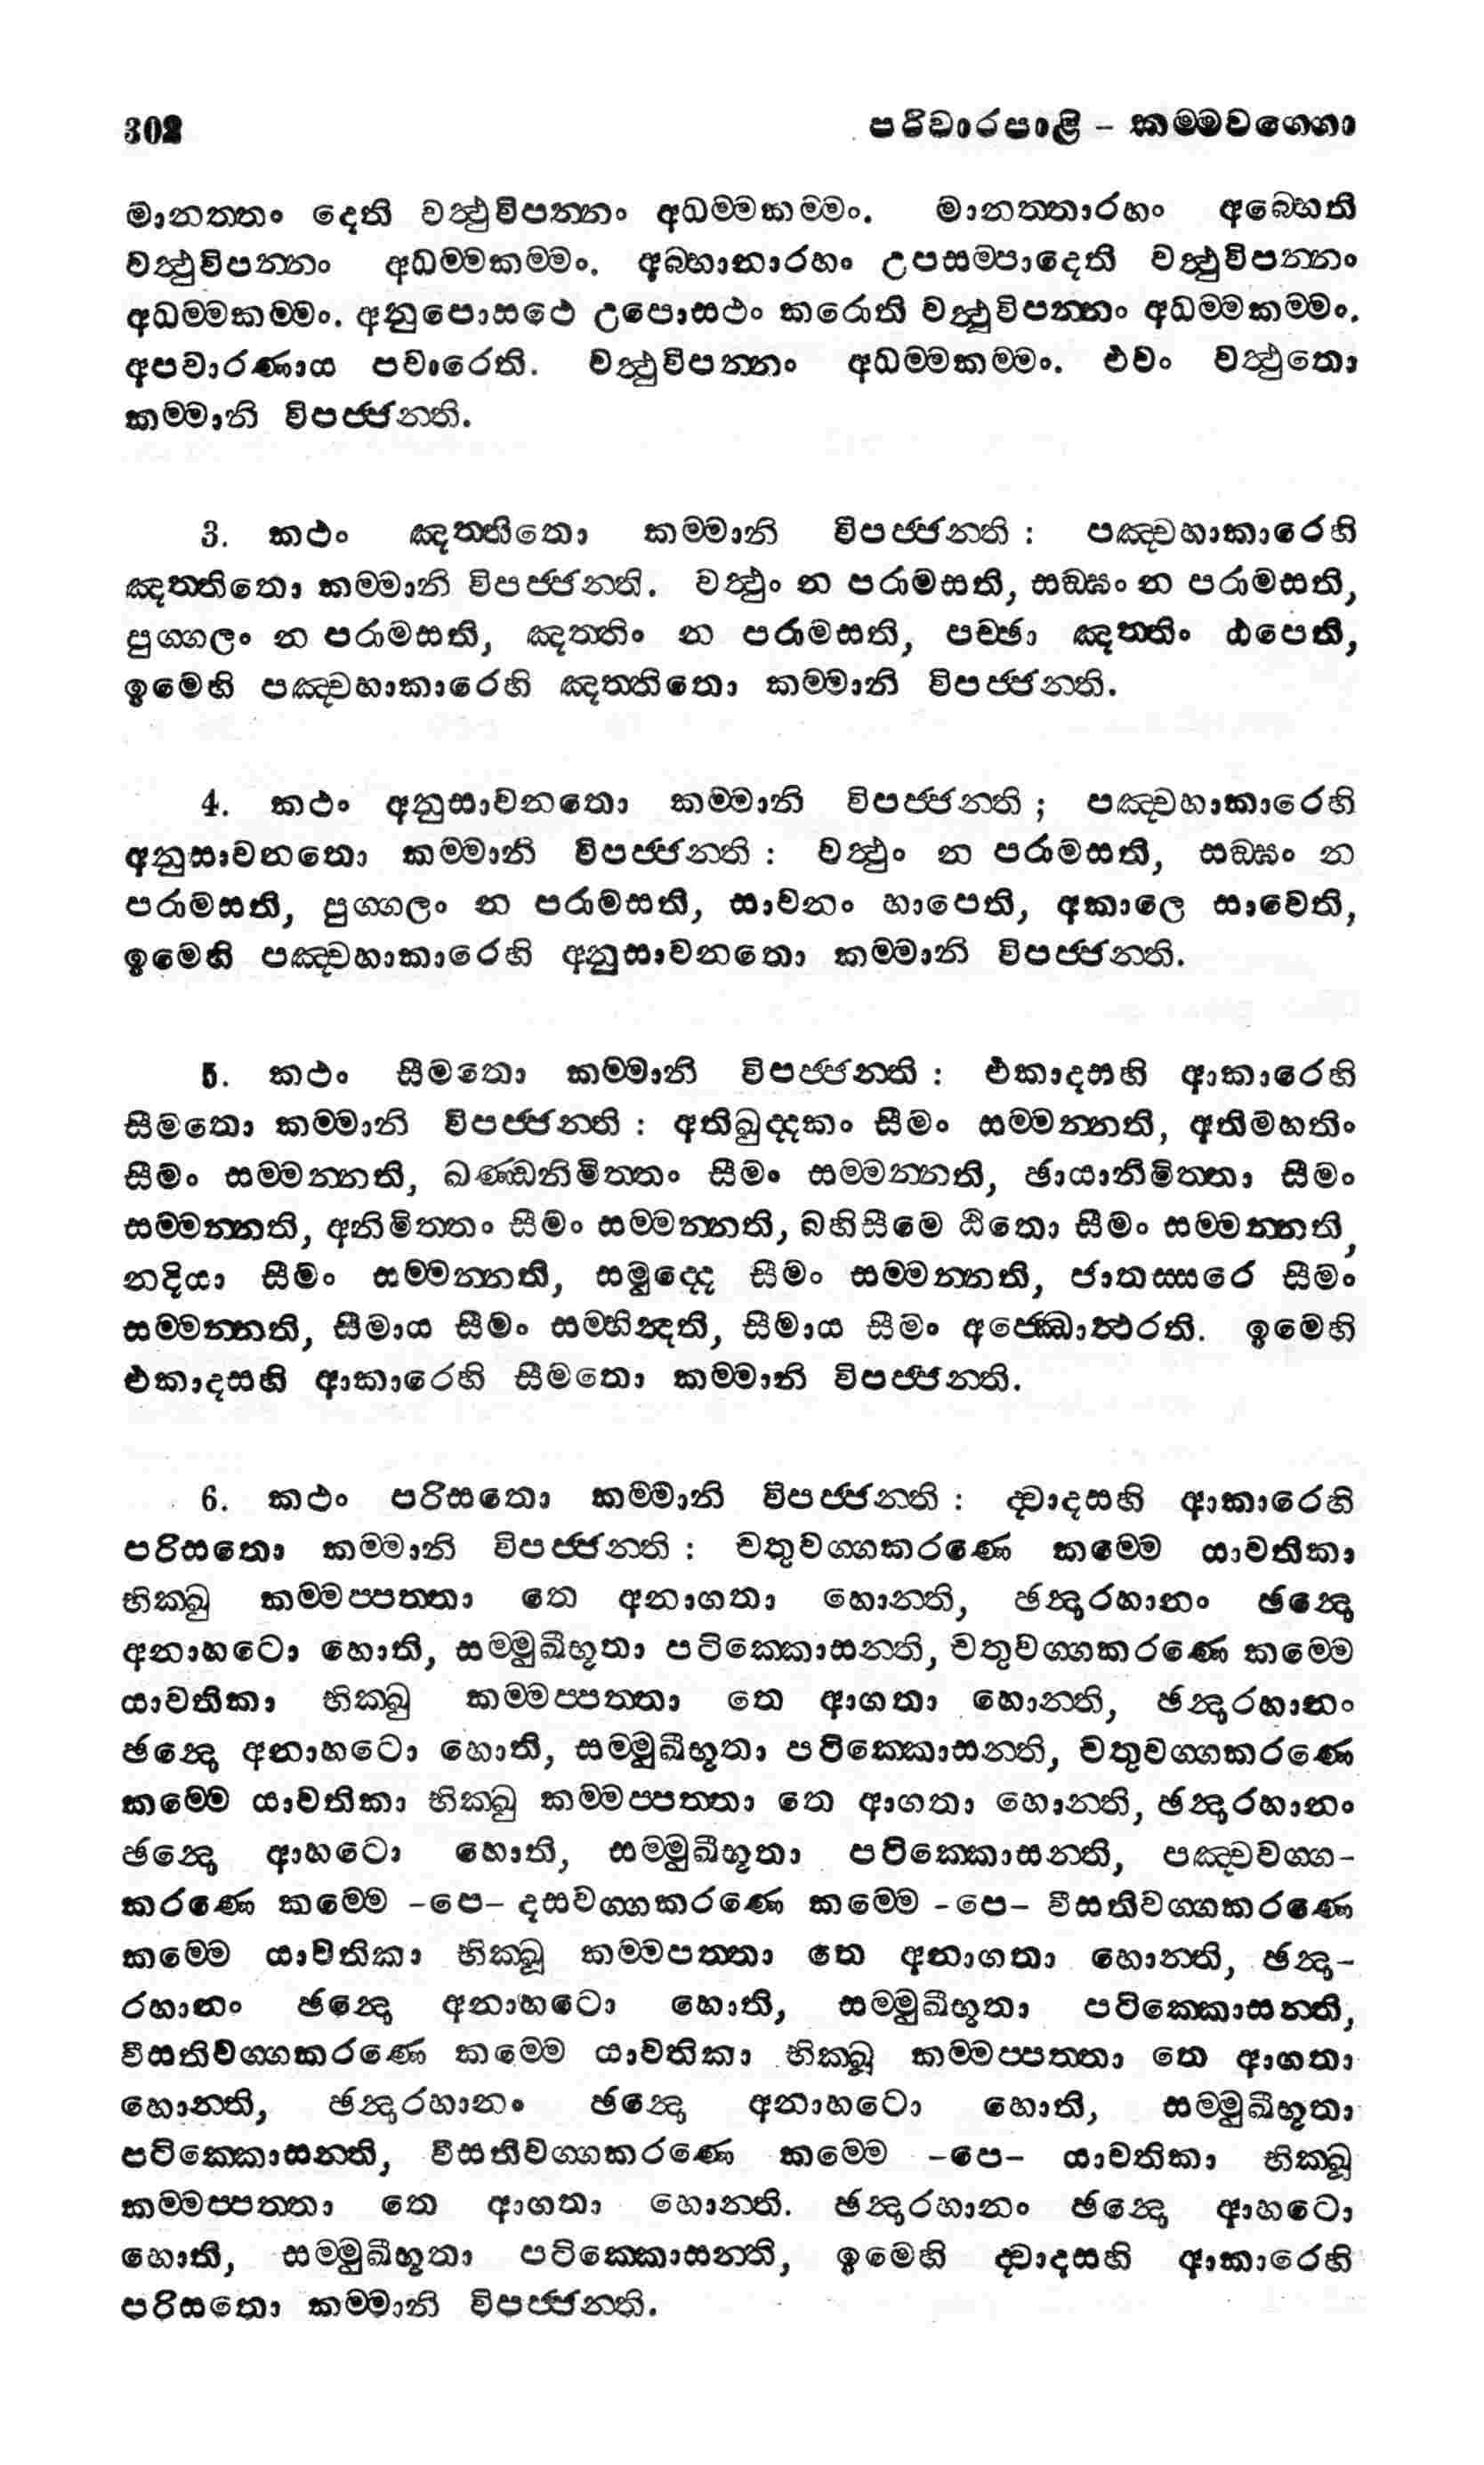 302 පරිවාරපාළි – කම්මවග්ගො
මානත්තං දෙති වත්ථුවිපන්නං අධම්මකම්මං. මානත්තාරහං අබ්භෙති
වත්ථුවිපන්නං අධම්මකම්මං. අබ්භානාරහං උපසම්පාදෙති වත්ථුවිපන්නං
අධම්මකම්මං. අනුපොසථෙ උපොසථං කරොති වත්ථූවිපන්නං අධම්මකම්මං.
අපවාරණාය පවාරෙති. වත්ථුවිපන්නං අධම්මකම්මං. එවං වත්ථුතො
කම්මානි විපජ්ජන්ති.
3. කථං ඤත්තිතො කම්මානි විපජ්ජන්ති : පඤ්චහාකාරෙහි
ඤත්තිතො කම්මානි විපජ්ජන්ති. වත්ථුං න පරාමසති, සඞ්ඝං න පරාමසති,
පුග්ගලං න පරාමසති, ඤත්තිං න පරාමසති, පච්ඡා ඤත්තිං ඨපෙති,
ඉමෙහි පඤ්චහාකාරෙහි ඤත්තිතො කම්මානි විපජ්ජන්ති.
4. කථං අනුසාවනතො කම්මානි විපජ්ජන්ති ; පඤ්චහාකාරෙහි
අනුසාවනතො කම්මානි විපජ්ජන්ති : වත්ථුං න පරාමසති, සඞ්ඝං න
පරාමසති, පුග්ගලං න පරාමසති, සාවනං හාපෙති, අකාලෙ සාවෙති,
ඉමෙහි පඤ්චහාකාරෙහි අනුසාවනතො කම්මානි විපජ්ජන්ති.
5. කථං සීමතො කම්මානි විපජ්ජන්ති : එකාදසහි ආකාරෙහි
සීමතො කම්මානි විපජ්ජන්ති : අතිඛුද්දකං සීමං සම්මන්නති, අතිමහතිං
සීමං සම්මන්නති, ඛණ්ඩනිමිත්තං සීමං සම්මන්නති, ඡායානිමිත්තා සීමං
සම්මන්නති, අනිමිත්තං සීමං සම්මන්නති, බහිසීමෙ ඨිතො සීමං සම්මන්නති,
නදියා සීමං සම්මන්නති, සමුද්දෙ සීමං සම්මන්නති, ජාතස්සරෙ සීමං
සම්මන්නති, සීමාය සීමං සම්භින්දති, සීමාය සීමං අජ්ඣොත්ථරති. ඉමෙහි
එකාදසහි ආකාරෙහි සීමතො කම්මානි විපජ්ජන්ති.
6. කථං පරිසතො කම්මානි විපජ්ජන්ති : ද්වාදසහි ආකාරෙහි
පරිසතො කම්මානි විපජ්ජන්ති : චතුවග්ගකරණෙ කම්මෙ යාවතිකා
භික්ඛු කම්මප්පත්තා තෙ අනාගතා හොන්ති, ඡන්දාරහානං ඡන්දො
අනාහටො හොති, සම්මුඛීභූතා පටික්කොසන්ති, චතුවග්ගකරණෙ කම්මෙ
යාවතිකා භික්ඛු කම්මප්පත්තා තෙ ආගතා හොන්ති, ඡන්දාරහානං
ඡන්දො අනාහටො හොති, සම්මුඛීභූතා පටික්කොසන්ති, චතුවග්ගකරණෙ
කම්මෙ යාවතිකා භික්ඛු කම්මප්පත්තා තෙ ආගතා හොන්ති, ඡන්දාරහානං
ඡන්දො ආහටො හොති, සම්මුඛීභූතා පටික්කොසන්ති, පඤ්චවග්ග-
කරණෙ කම්මෙ –පෙ– දසවග්ගකරණෙ කම්මෙ –පෙ– වීසතිවග්ගකරණෙ
කම්මෙ යාවතිකා භික්ඛූ කම්මපත්තා තෙ අනාගතා හොන්ති, ඡන්දා-
රහානං ඡන්දො අනාහටො හොති, සම්මුඛීභූතා පටික්කොසන්ති,
වීසතිවග්ගකරණෙ කම්මෙ යාවතිකා භික්ඛූ කම්මප්පත්තා තෙ ආගතා
හොන්ති, ඡන්දාරහානං ඡන්දො අනාහටො හොති, සම්මුඛීභූතා
පටික්කොසන්ති, වීසතිවග්ගකරණෙ කම්මෙ –පෙ– යාවතිකා භික්ඛූ
කම්මප්පත්තා තෙ ආගතා හොන්ති. ඡන්දාරහානං ඡන්දො ආහටො
හොති, සම්මුඛීභූතා පටික්කොසන්ති, ඉමෙහි ද්වාදසහි ආකාරෙහි
පරිසතො කම්මානි විපජ්ජන්ති.